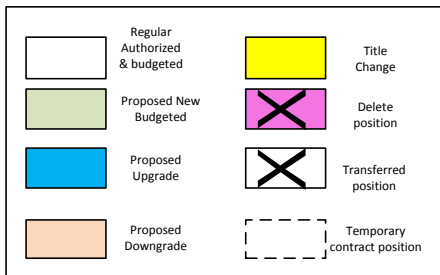 Regular
Authorized
& budgeted
Title
Change
Proposed New
Budgeted
Delete
position
Proposed
Upgrade
Transferred
position
Proposed
Downgrade
Temporary
contract position